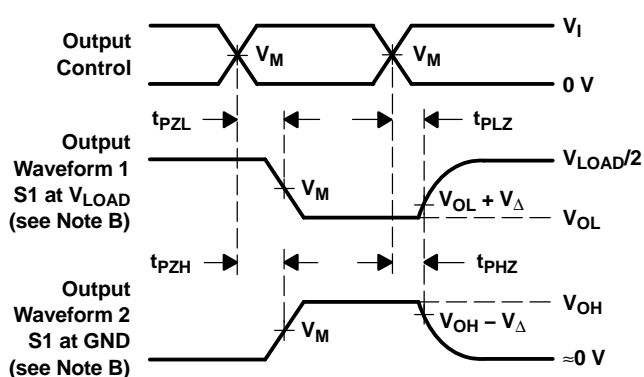 Output
Control
V_M
V_M
V_I
0 V
t_PZL
t_PLZ
Output
Waveform 1
S1 at V_LOAD
(see Note B)
V_M
V_LOAD/2
V_OL + V_Δ
V_OL
t_PZH
t_PHZ
Output
Waveform 2
S1 at GND
(see Note B)
V_M
V_OH
V_OH – V_Δ
≈0 V